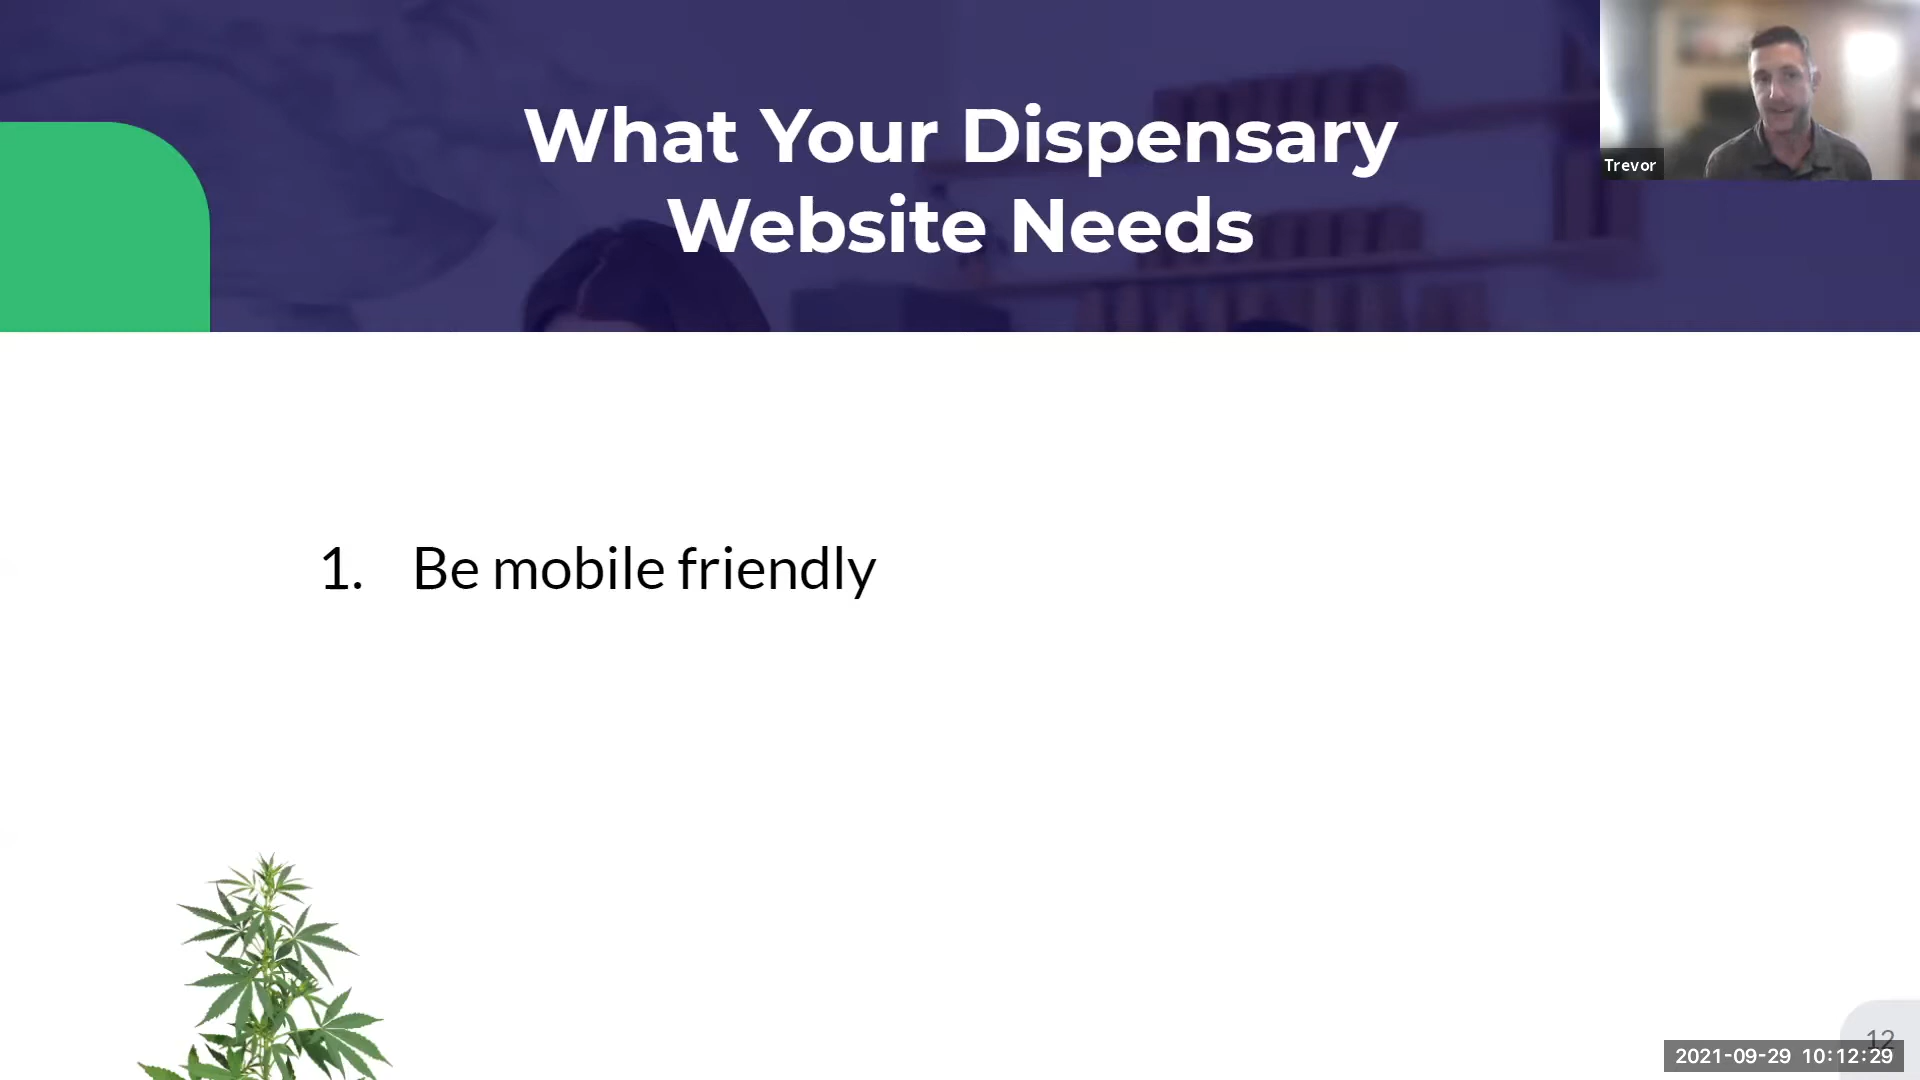 What Your Dispensary
Website Needs
Trevor
1. Be mobile friendly
12
2021-09-29 10:12:29